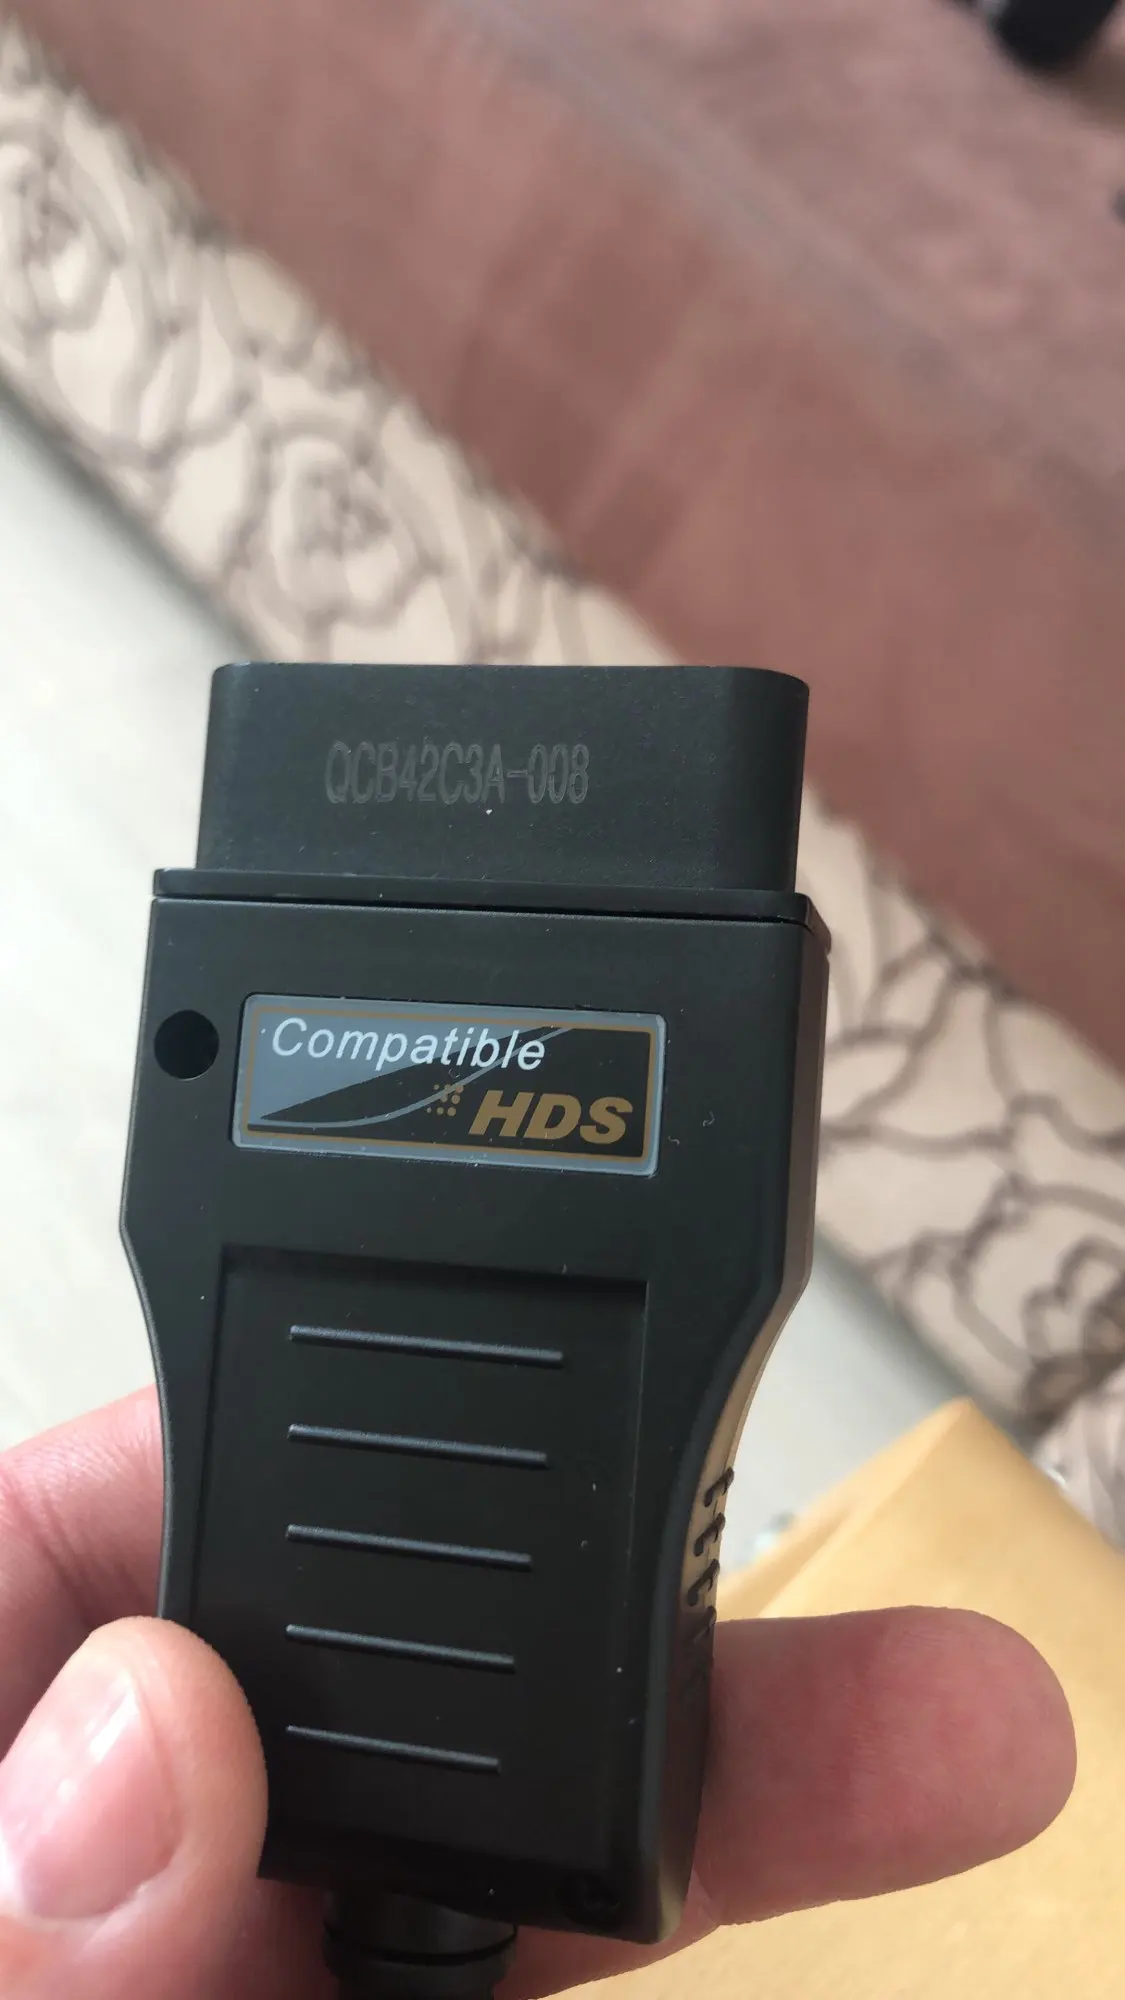 QCB42C3A-008
Compatible
HDS